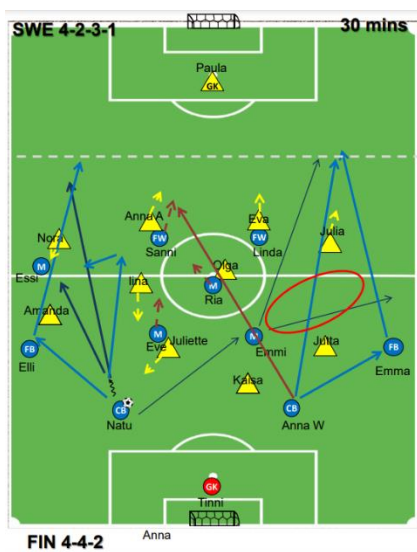 SWE 4-2-3-1
30 mins
Paula
GK
Anna A
Eva
FW
FW
Nora
Sanni
Linda
Julia
M
Essi
Olga
Iina
M
Ria
Amanda
M
M
Eve
Juliette
Emmi
Jutta
FB
FB
Elli
Emma
Kaisa
CB
CB
Natu
Anna W
GK
Tinni
Anna
FIN 4-4-2